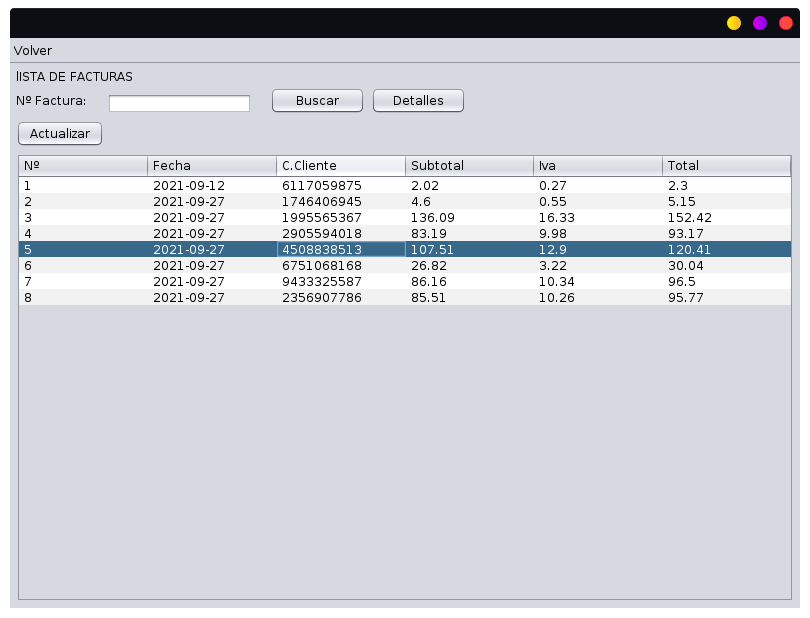 Volver
lISTA DE FACTURAS
Nº Factura: Buscar Detalles
Actualizar
Nº Fecha C.Cliente Subtotal Iva Total
1 2021-09-12 6117059875 2.02 0.27 2.3
2 2021-09-27 1746406945 4.6 0.55 5.15
3 2021-09-27 1995565367 136.09 16.33 152.42
4 2021-09-27 2905594018 83.19 9.98 93.17
5 2021-09-27 4508838513 107.51 12.9 120.41
6 2021-09-27 6751068168 26.82 3.22 30.04
7 2021-09-27 9433325587 86.16 10.34 96.5
8 2021-09-27 2356907786 85.51 10.26 95.77